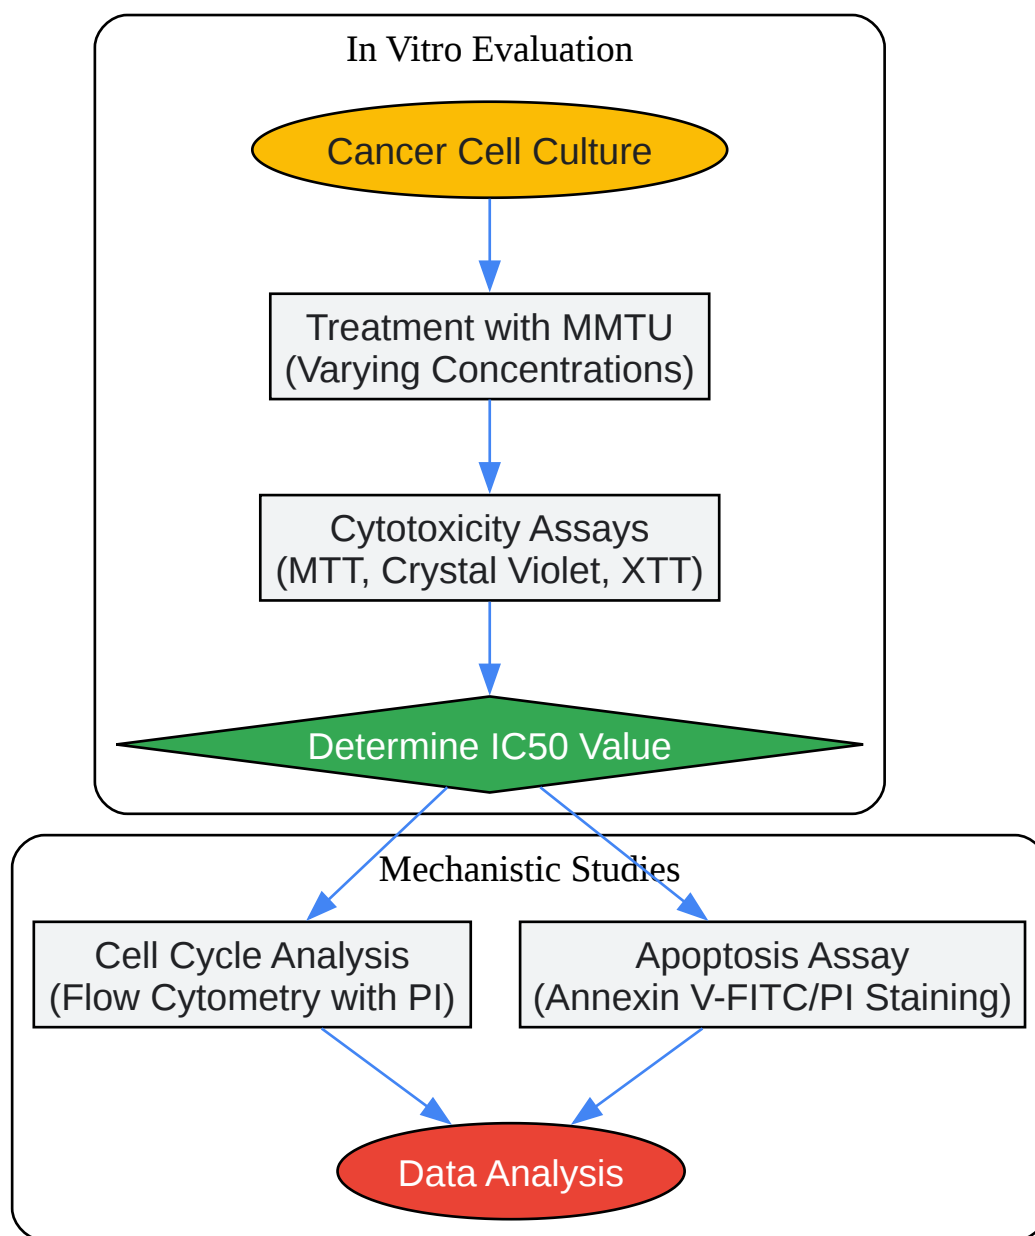 In Vitro Evaluation
Cancer Cell Culture
Treatment with MMTU
(Varying Concentrations)
Cytotoxicity Assays
(MTT, Crystal Violet, XTT)
Determine IC50 Value
Mechanistic Studies
Cell Cycle Analysis
(Flow Cytometry with PI)
Apoptosis Assay
(Annexin V-FITC/PI Staining)
Data Analysis